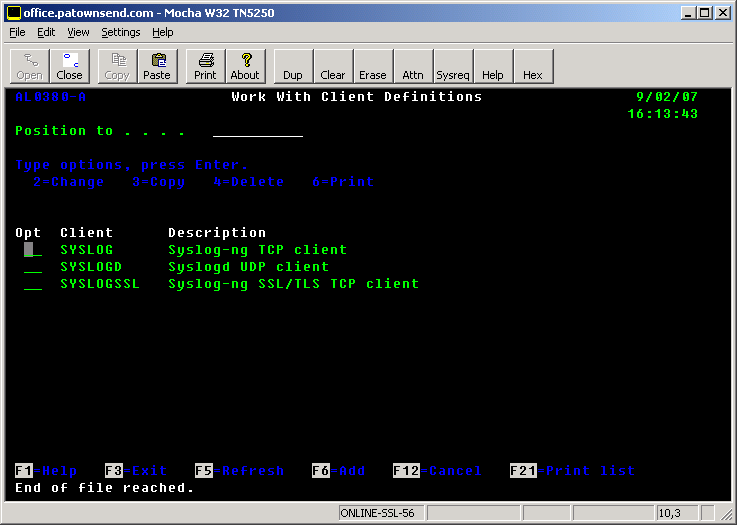 office.patownsend.com - Mocha W32 TN5250
File Edit View Settings Help
Open Close Copy Paste Print About Dup Clear Erase Attn Sysreq Help Hex
AL038Q-A Work With Client Definitions 9/02/07
16:13:43
Position to . . . .
Type options, press Enter.
2=Change 3=Copy 4=Delete 6=Print
Opt Client Description
SYSLOG Syslog-ng TCP client
SYSLOGD Syslogd UDP client
SYSLOGSSL Syslog-ng SSL/TLS TCP client
F1=Help F3=Exit F5=Refresh F6=Add F12=Cancel F21=Print list
End of file reached.
ONLINE-SSL-56 10,3